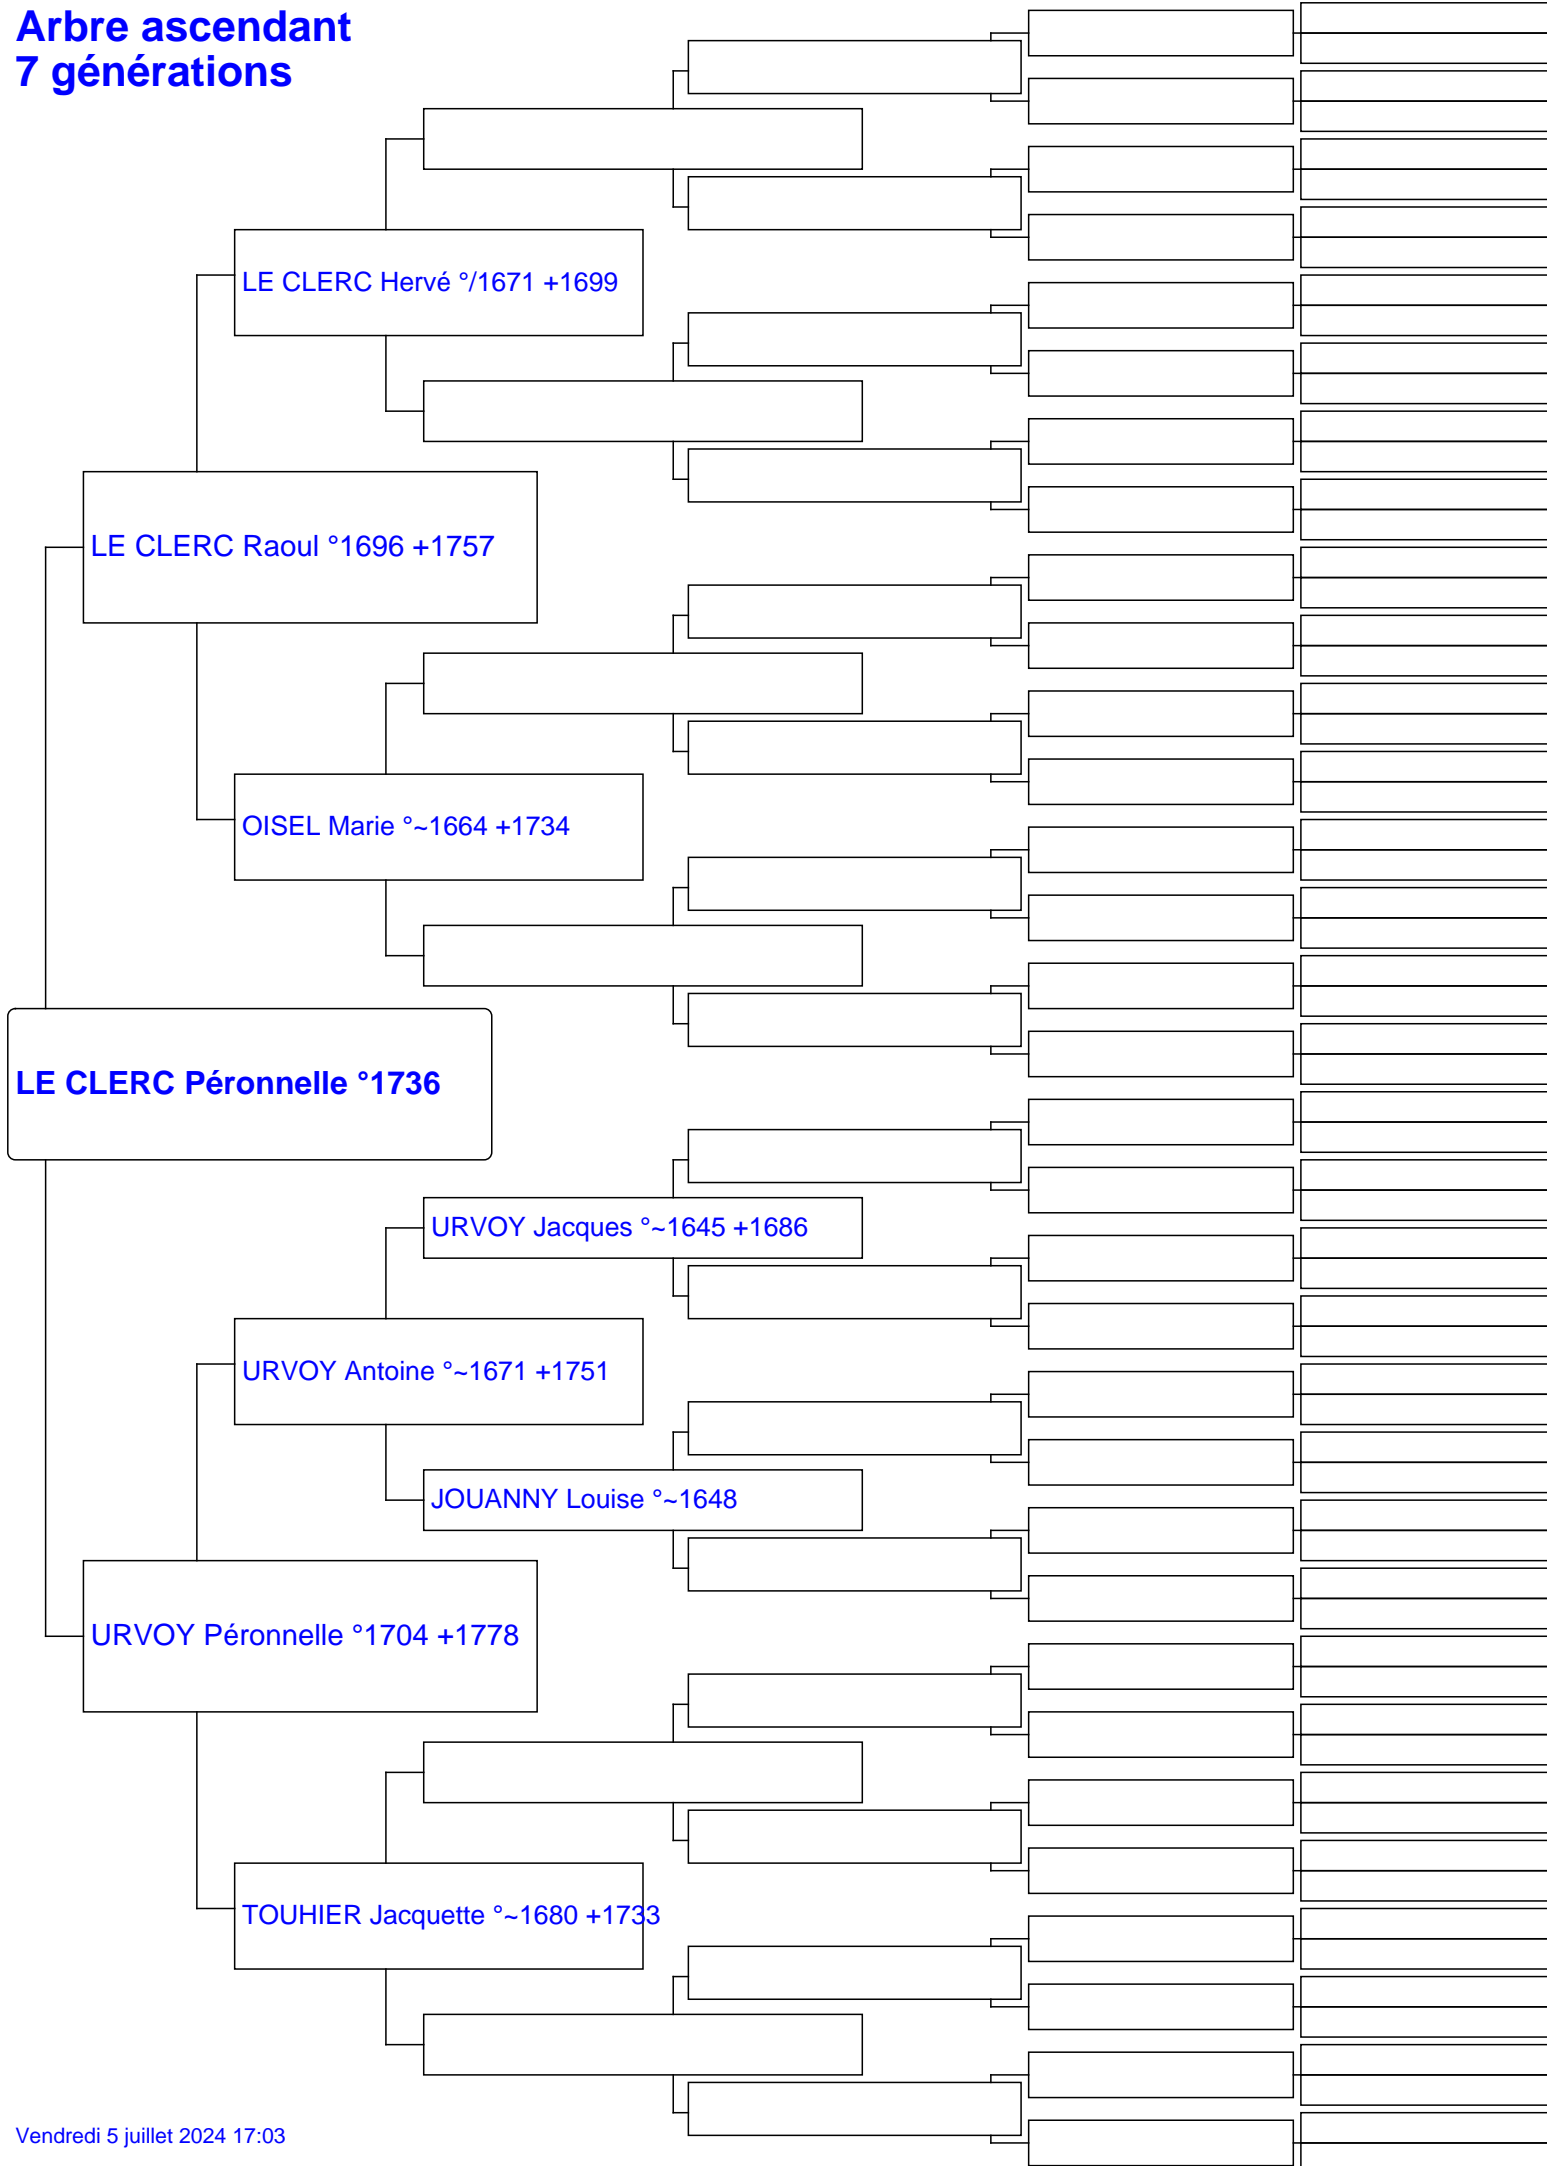 Arbre ascendant
7 générations
LE CLERC Hervé °/1671 +1699
LE CLERC Raoul °1696 +1757
OISEL Marie °~1664 +1734
LE CLERC Péronnelle °1736
URVOY Jacques °~1645 +1686
URVOY Antoine °~1671 +1751
JOUANNY Louise °~1648
URVOY Péronnelle °1704 +1778
TOUHIER Jacquette °~1680 +1733
Vendredi 5 juillet 2024 17:03